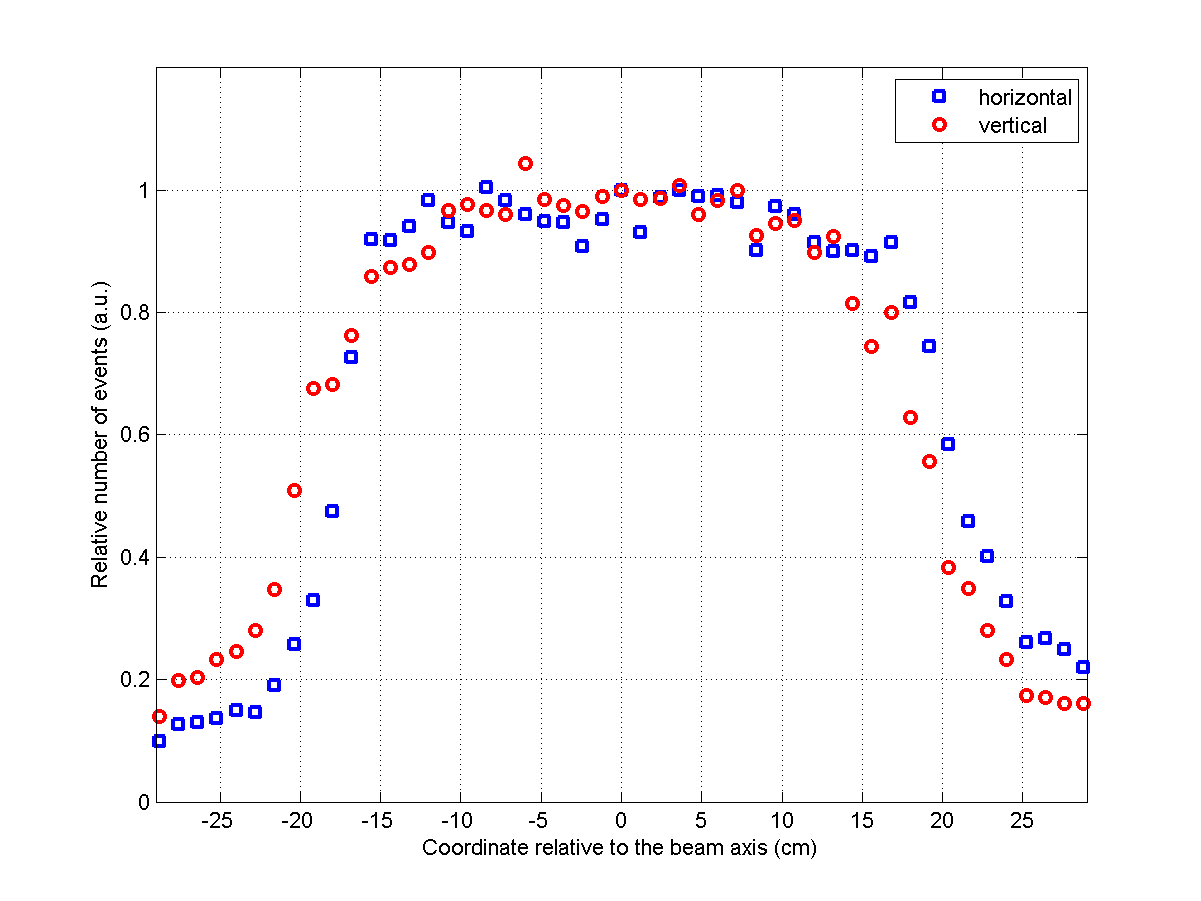 horizontal
vertical
1
0.8
0.6
0.4
0.2
0
Relative number of events (a.u.)
-25 -20 -15 -10 -5 0 5 10 15 20 25
Coordinate relative to the beam axis (cm)